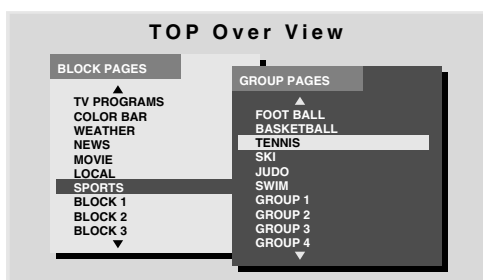 TOP Over View
BLOCK PAGES
TV PROGRAMS
COLOR BAR
WEATHER
NEWS
MOVIE
LOCAL
SPORTS
BLOCK 1
BLOCK 2
BLOCK 3
GROUP PAGES
FOOT BALL
BASKETBALL
TENNIS
SKI
JUDO
SWIM
GROUP 1
GROUP 2
GROUP 3
GROUP 4